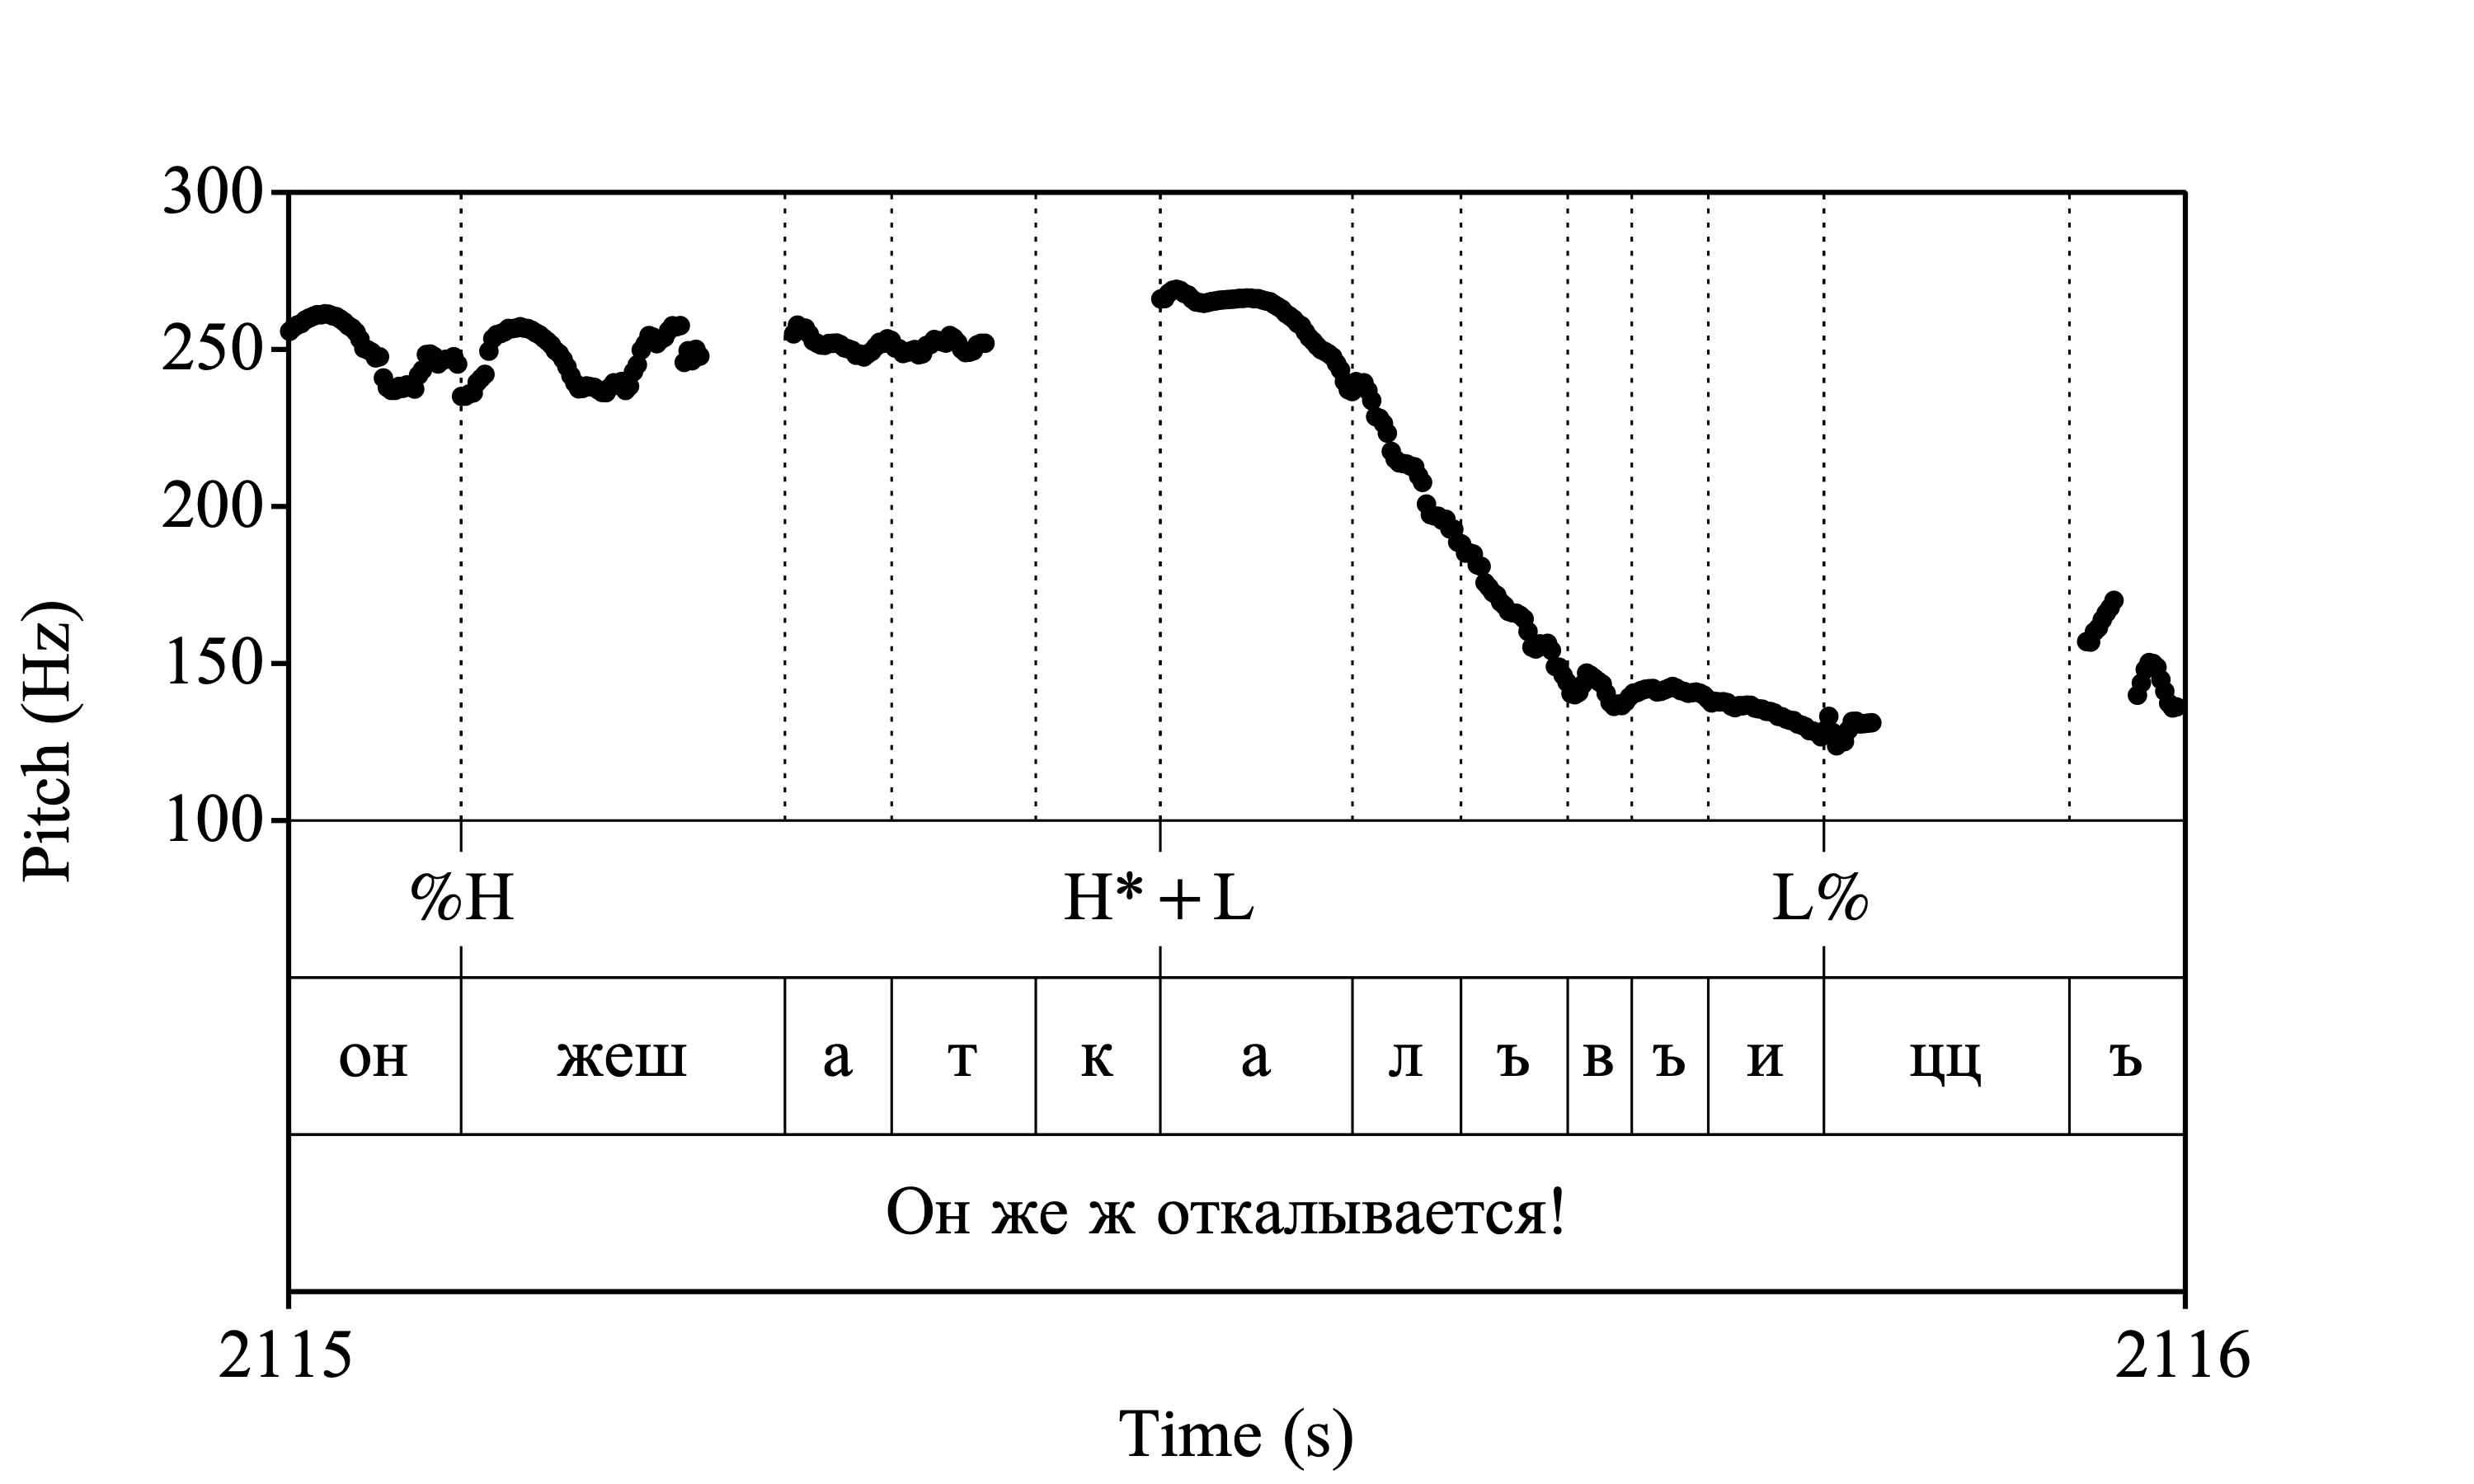 300
250
200
150
100
Pitch (Hz)
%H H*+L L%
он жеш а т к а л ъ в ъ и цц ъ
Он же ж откалывается!
2115 2116
Time (s)